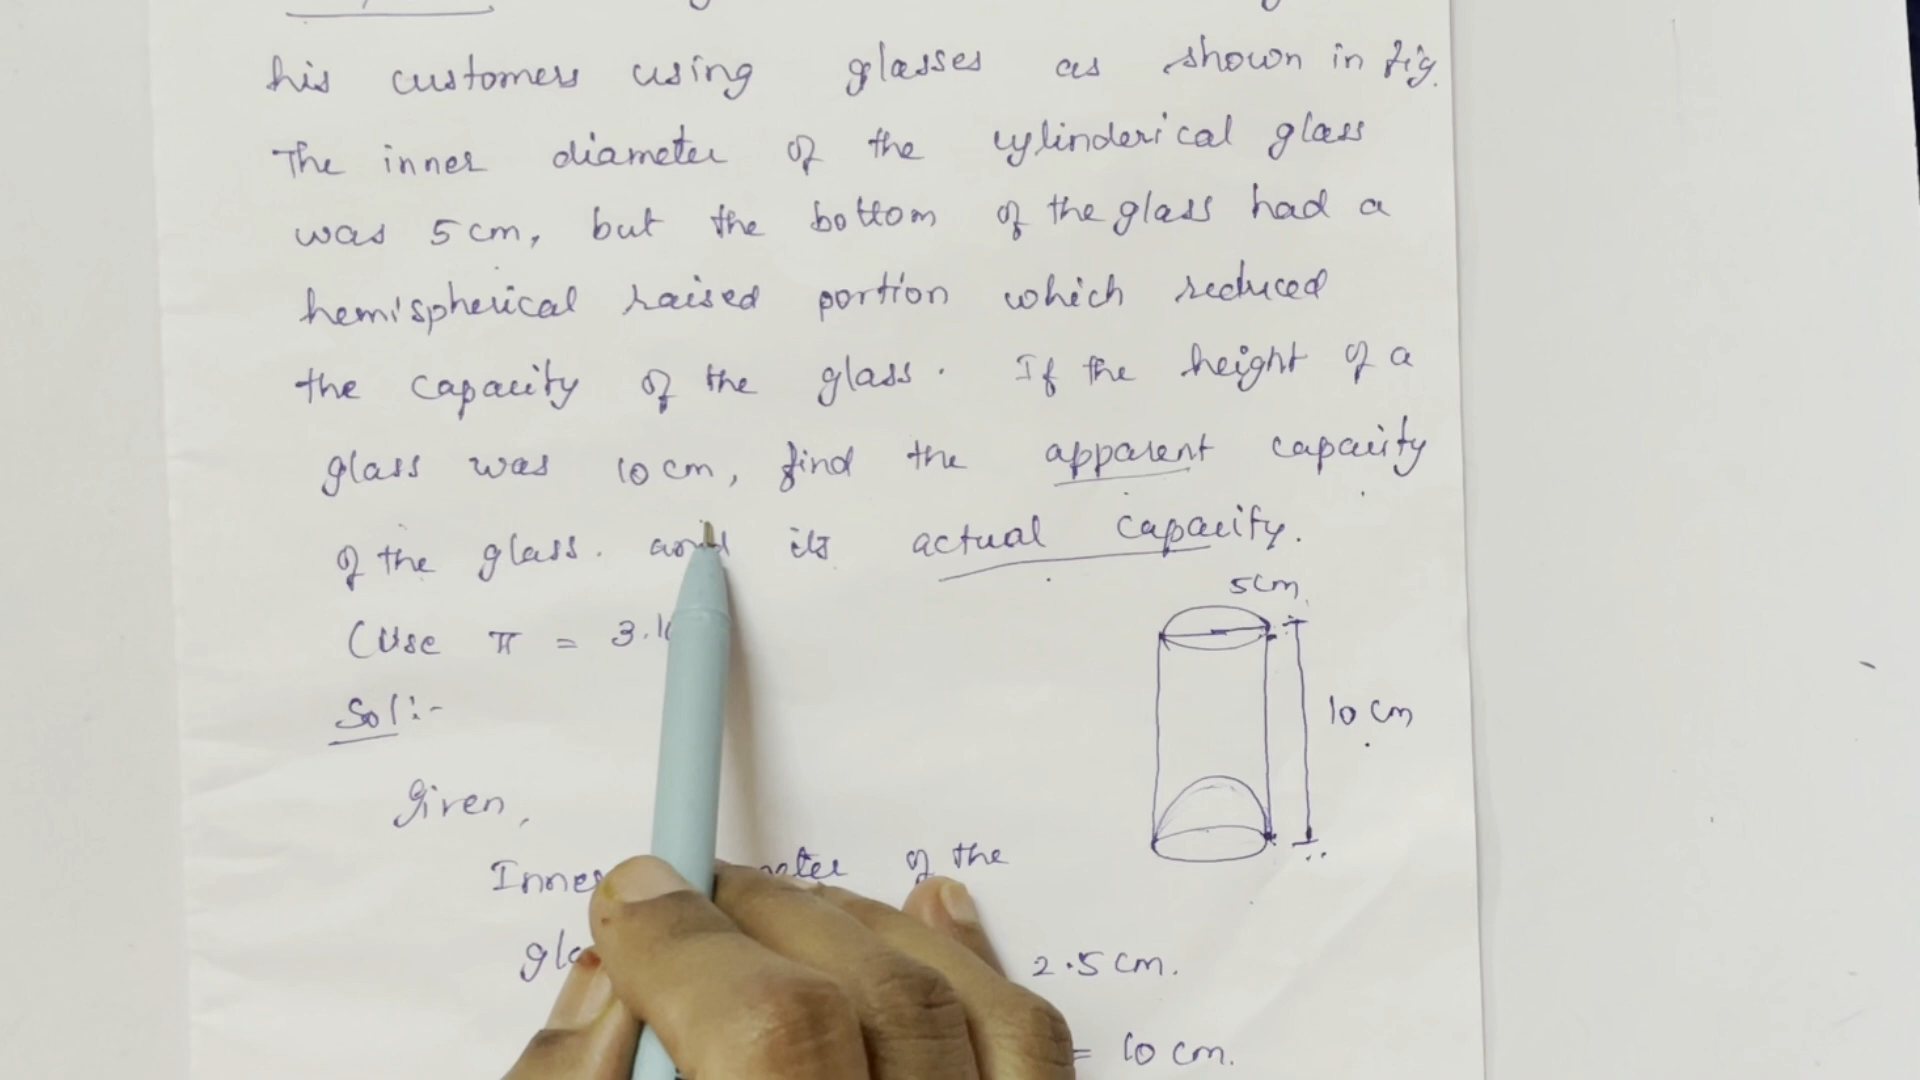 his customers using glasses as shown in fig.
The inner diameter of the cylinderical glass
was 5 cm, but the bottom of the glass had a
hemispherical raised portion which reduced
the capacity of the glass. If the height of a
glass was 10 cm, find the apparent capacity
of the glass. and its actual capacity.
5cm
(Use π = 3.1
Sol:-
10 cm
Given,
Inner of the
2.5 cm.
= 10 cm.